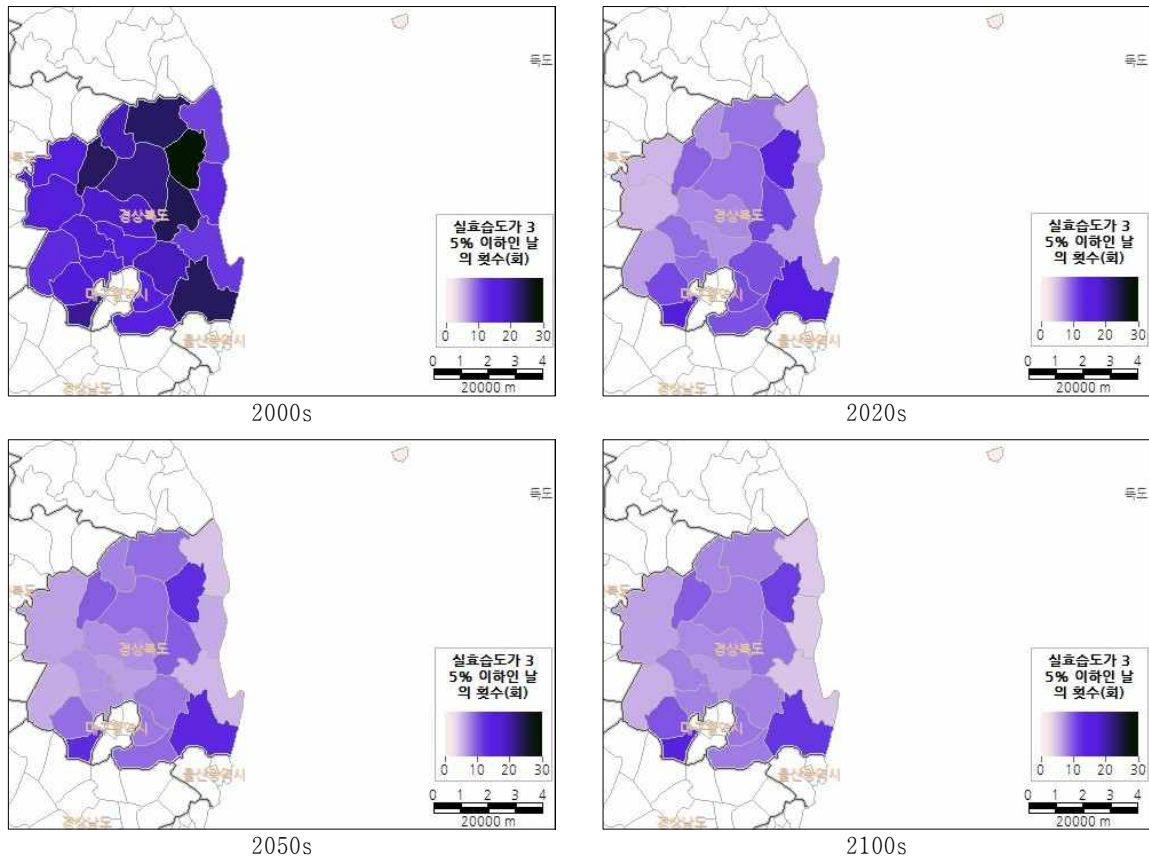 독도
경상북도
대구광역시
울산광역시
경상남도
실효습도가 3
5% 이하인 날
의 횟수(회)
0 10 20 30
0 1 2 3 4
20000 m
2000s
독도
경상북도
대구광역시
울산광역시
경상남도
실효습도가 3
5% 이하인 날
의 횟수(회)
0 10 20 30
0 1 2 3 4
20000 m
2020s
독도
경상북도
대구광역시
울산광역시
경상남도
실효습도가 3
5% 이하인 날
의 횟수(회)
0 10 20 30
0 1 2 3 4
20000 m
2050s
독도
경상북도
대구광역시
울산광역시
경상남도
실효습도가 3
5% 이하인 날
의 횟수(회)
0 10 20 30
0 1 2 3 4
20000 m
2100s